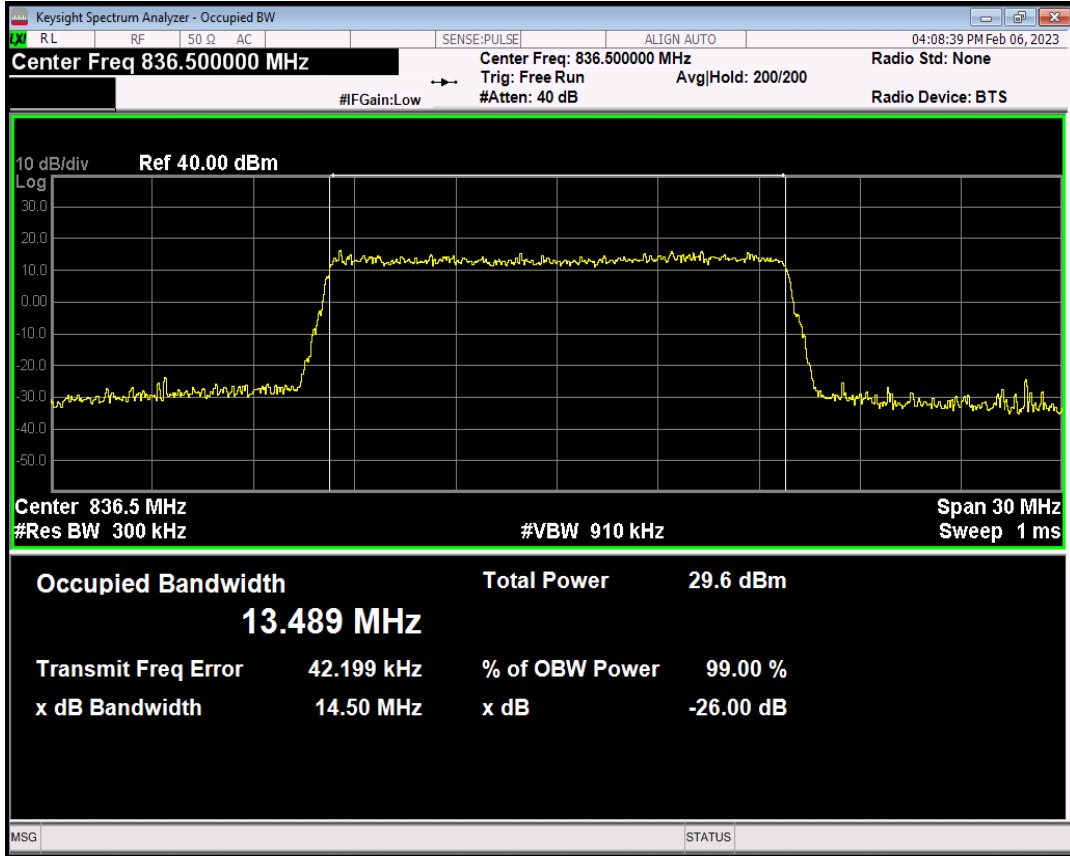 Keysight Spectrum Analyzer - Occupied BW
LXI RL RF 50 Ω AC SENSE:PULSE ALIGN AUTO 04:08:39 PM Feb 06, 2023
Center Freq 836.500000 MHz Center Freq: 836.500000 MHz Radio Std: None
Trig: Free Run Avg|Hold: 200/200
#IFGain:Low #Atten: 40 dB Radio Device: BTS
10 dB/div Ref 40.00 dBm
Log
30.0
20.0
10.0
0.00
-10.0
-20.0
-30.0
-40.0
-50.0
Center 836.5 MHz Span 30 MHz
#Res BW 300 kHz #VBW 910 kHz Sweep 1 ms
Occupied Bandwidth Total Power 29.6 dBm
13.489 MHz
Transmit Freq Error 42.199 kHz % of OBW Power 99.00 %
x dB Bandwidth 14.50 MHz x dB -26.00 dB
MSG STATUS